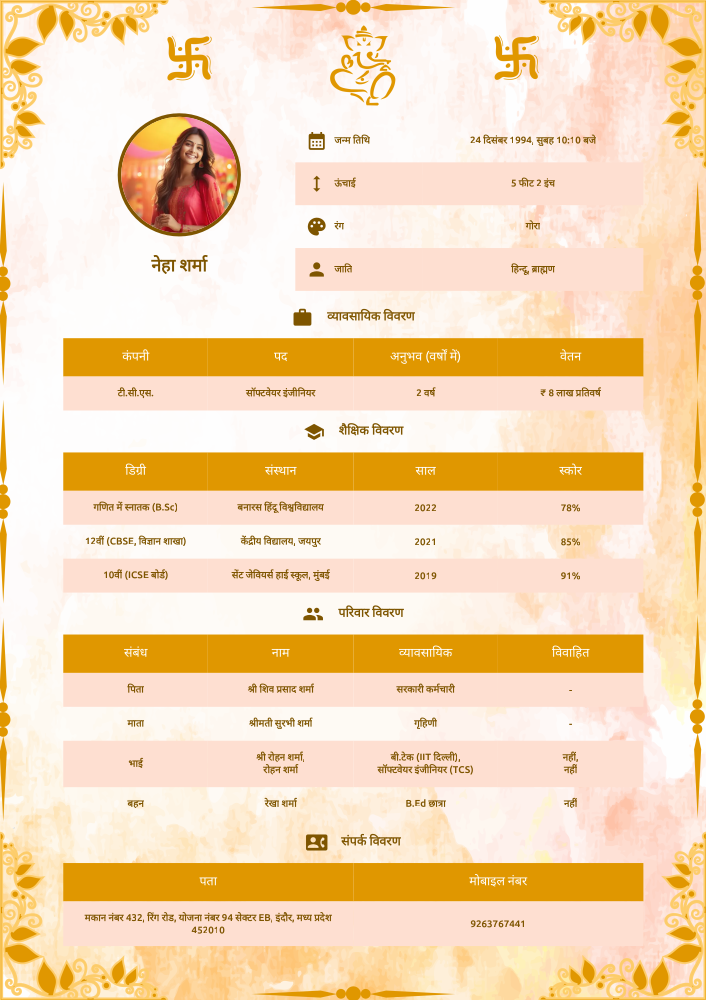 जन्म तिथि 24 दिसंबर 1994, सुबह 10:10 बजे
ऊंचाई 5 फीट 2 इंच
रंग गोरा
जाति हिन्दू, ब्राह्मण
नेहा शर्मा
व्यावसायिक विवरण
कंपनी पद अनुभव (वर्षों में) वेतन
टी.सी.एस. सॉफ्टवेयर इंजीनियर 2 वर्ष ₹ 8 लाख प्रतिवर्ष
शैक्षिक विवरण
डिग्री संस्थान साल स्कोर
गणित में स्नातक (B.Sc) बनारस हिंदू विश्वविद्यालय 2022 78%
12वीं (CBSE, विज्ञान शाखा) केंद्रीय विद्यालय, जयपुर 2021 85%
10वीं (ICSE बोर्ड) सेंट जेवियर्स हाई स्कूल, मुंबई 2019 91%
परिवार विवरण
संबंध नाम व्यावसायिक विवाहित
पिता श्री शिव प्रसाद शर्मा सरकारी कर्मचारी -
माता श्रीमती सुरभी शर्मा गृहिणी -
भाई श्री रोहन शर्मा, रोहन शर्मा बी.टेक (IIT दिल्ली), सॉफ्टवेयर इंजीनियर (TCS) नहीं, नहीं
बहन रेखा शर्मा B.Ed छात्रा नहीं
संपर्क विवरण
पता मोबाइल नंबर
मकान नंबर 432, रिंग रोड, योजना नंबर 94 सेक्टर EB, इंदौर, मध्य प्रदेश
452010
9263767441